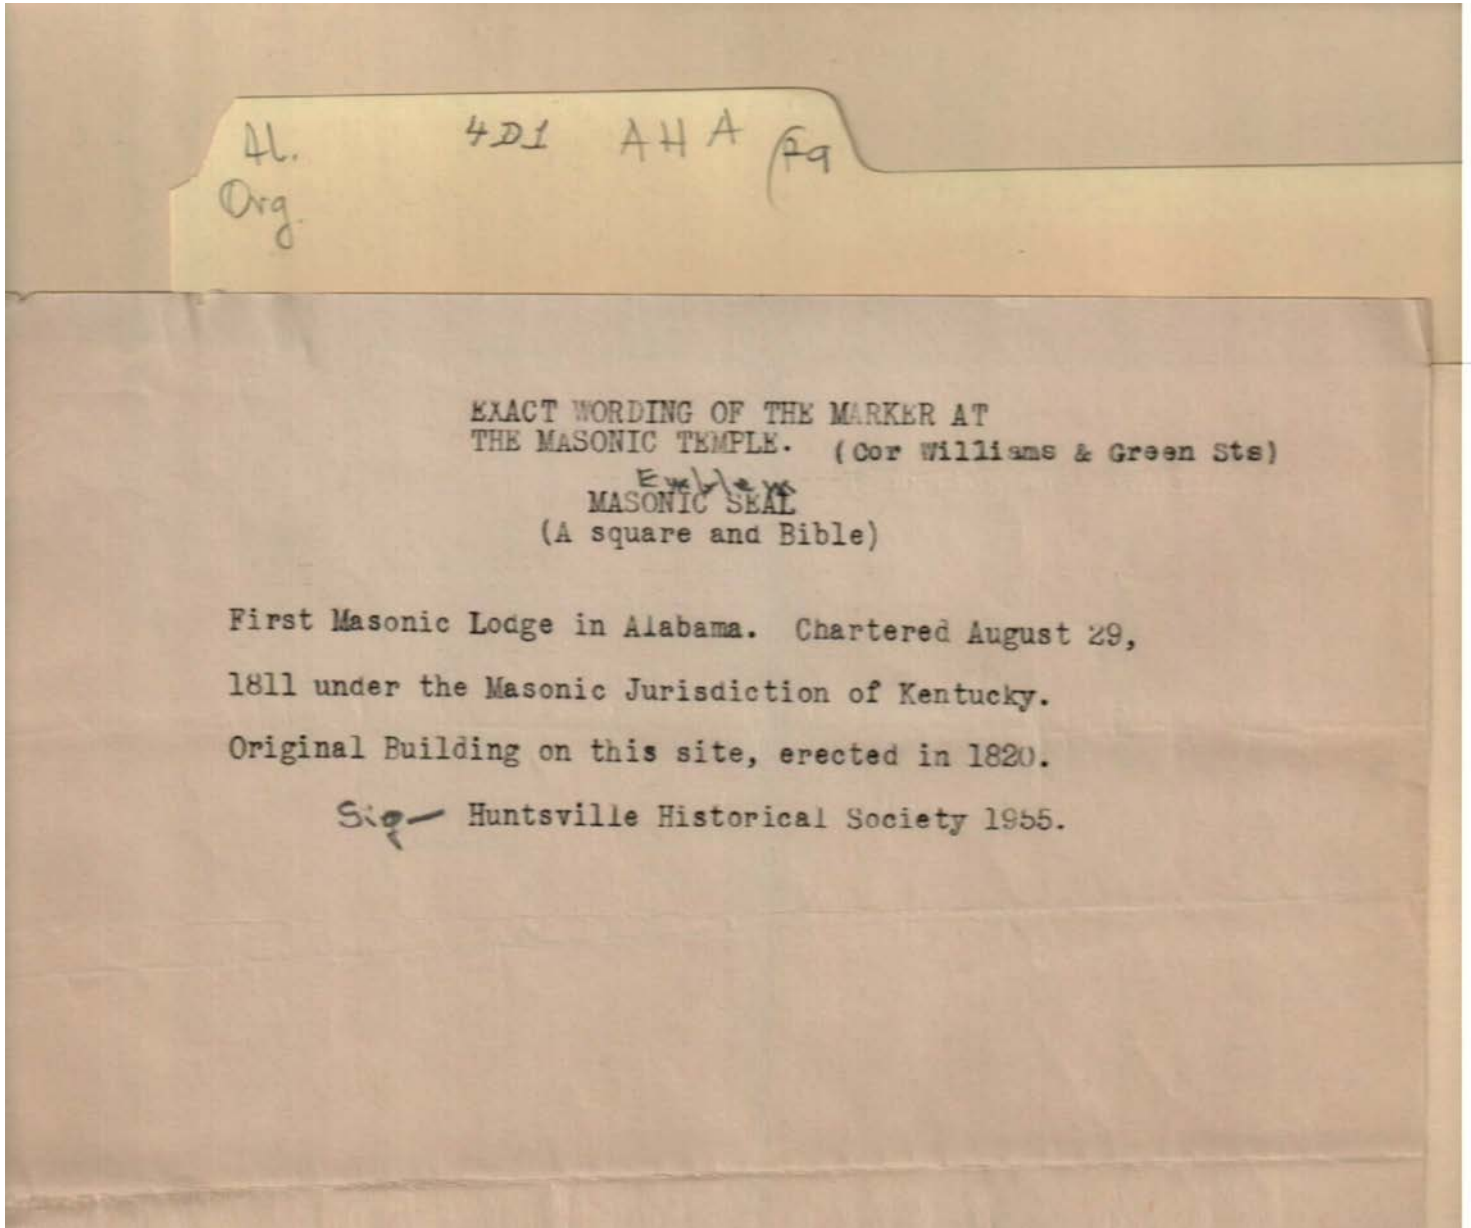 Al. 4D1 AHA
Org.
EXACT WORDING OF THE MARKER AT
THE MASONIC TEMPLE. (Cor Williams & Green Sts)
Emblem
MASONIC SEAL
(A square and Bible)
First Masonic Lodge in Alabama. Chartered August 29,
1811 under the Masonic Jurisdiction of Kentucky.
Original Building on this site, erected in 1820.
Sig— Huntsville Historical Society 1955.